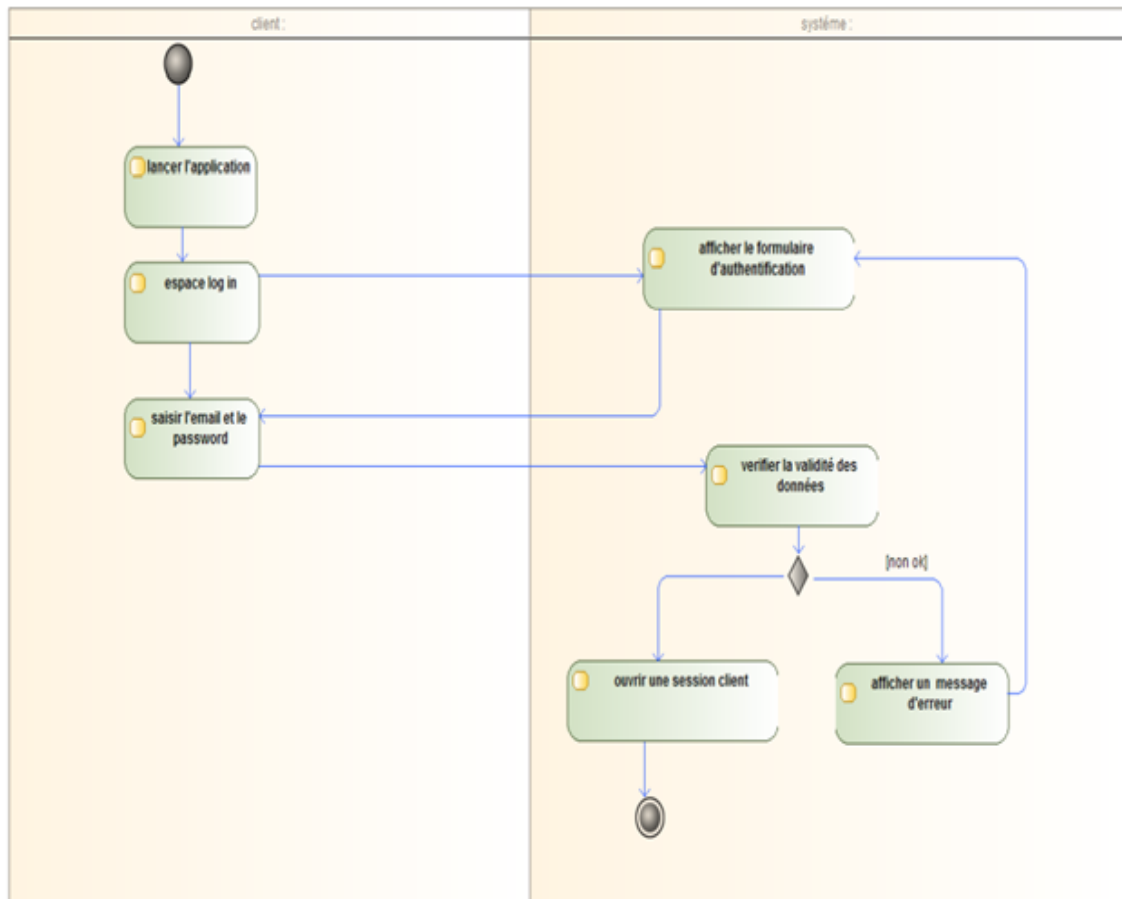 client :
systéme :
lancer l'application
espace log in
afficher le formulaire
d'authentification
saisir l'email et le
password
verifier la validité des
données
[non ok]
ouvrir une session client
afficher un message
d'erreur